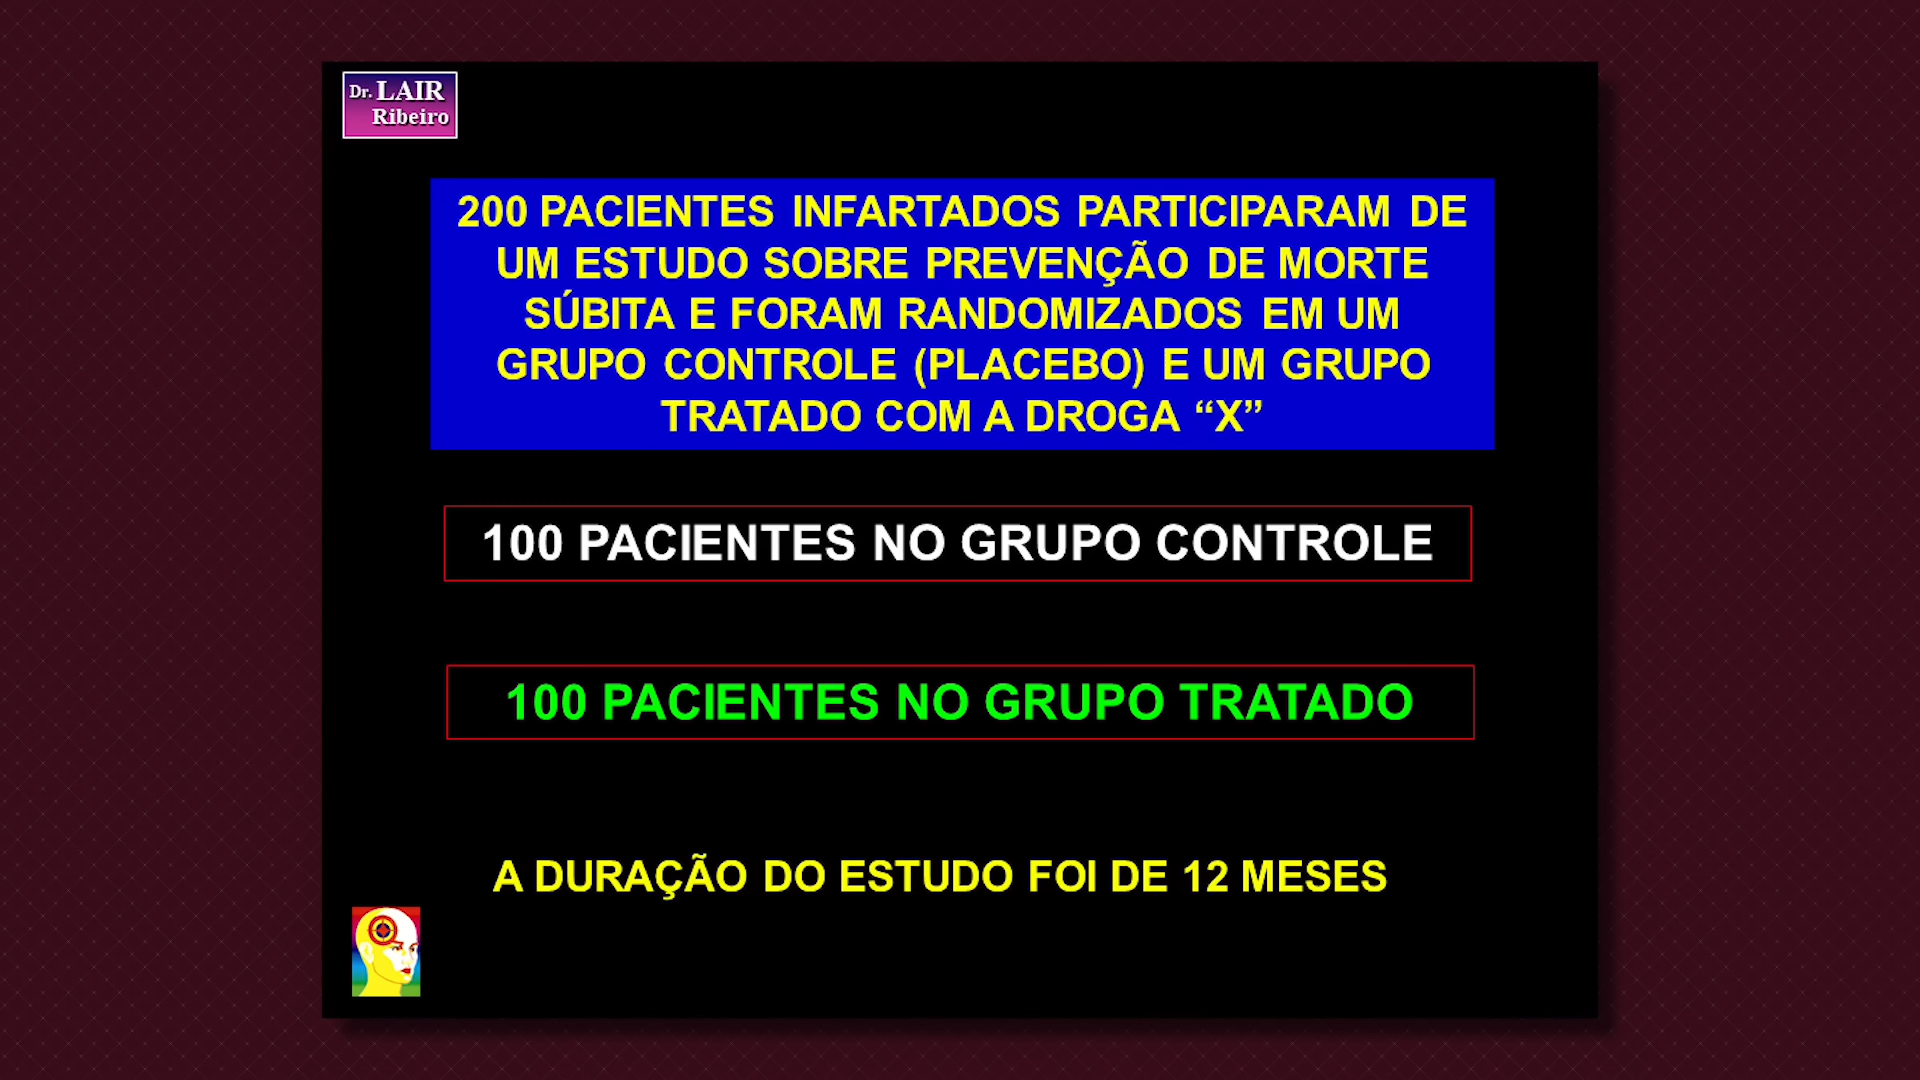 Dr. LAIR
Ribeiro
200 PACIENTES INFARTADOS PARTICIPARAM DE
UM ESTUDO SOBRE PREVENÇÃO DE MORTE
SÚBITA E FORAM RANDOMIZADOS EM UM
GRUPO CONTROLE (PLACEBO) E UM GRUPO
TRATADO COM A DROGA “X”
100 PACIENTES NO GRUPO CONTROLE
100 PACIENTES NO GRUPO TRATADO
A DURAÇÃO DO ESTUDO FOI DE 12 MESES